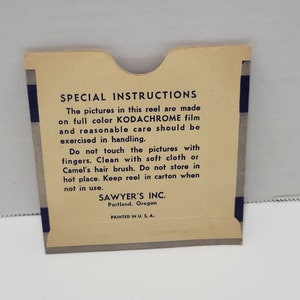 SPECIAL INSTRUCTIONS
The pictures in this reel are made
on full color KODACHROME film
and reasonable care should be
exercised in handling.
Do not touch the pictures with
fingers. Clean with soft cloth or
Camel's hair brush. Do not store in
hot place. Keep reel in carton when
not in use.
SAWYER'S INC.
Portland, Oregon
PRINTED IN U. S. A.